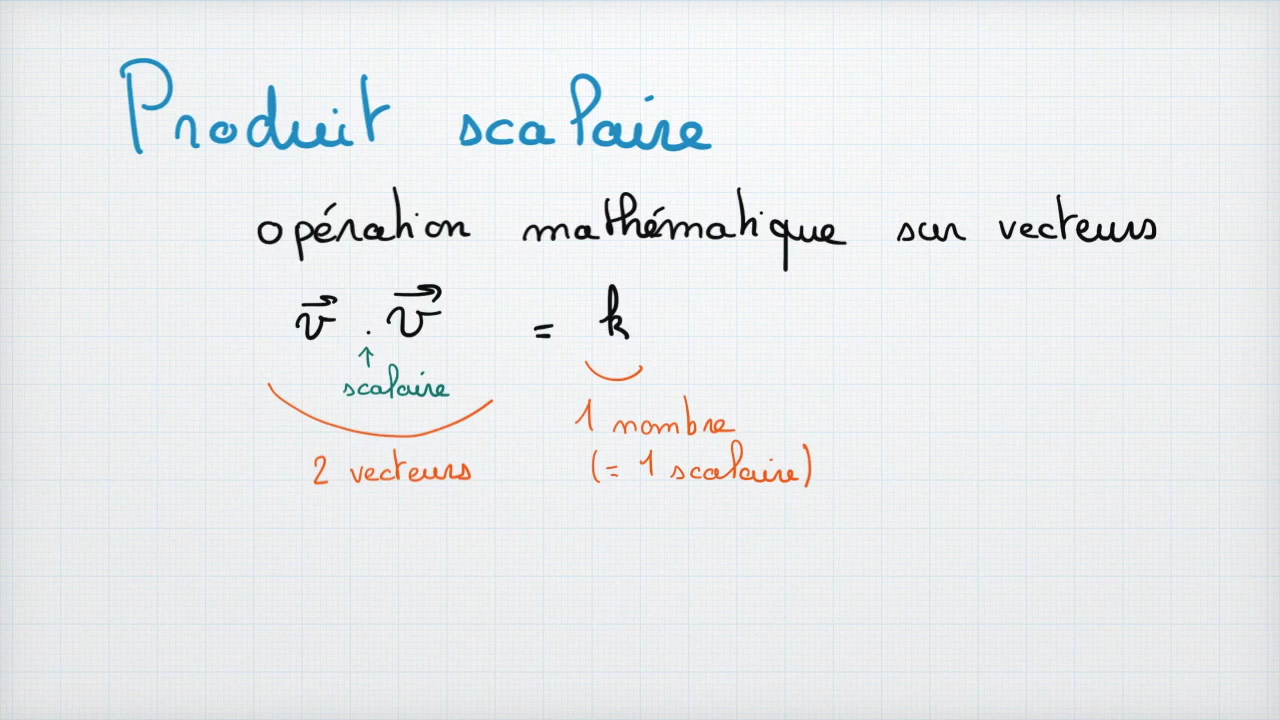 Produit scalaire
opération mathématique sur vecteurs
v⃗ . v⃗ = k
↑
scalaire
1 nombre
2 vecteurs
(= 1 scalaire)